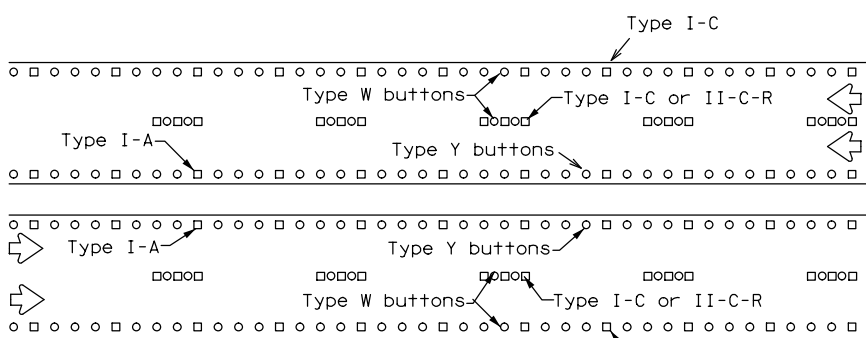 Type I-C
Type W buttons
Type I-C or II-C-R
Type I-A
Type Y buttons
Type I-A
Type Y buttons
Type W buttons
Type I-C or II-C-R